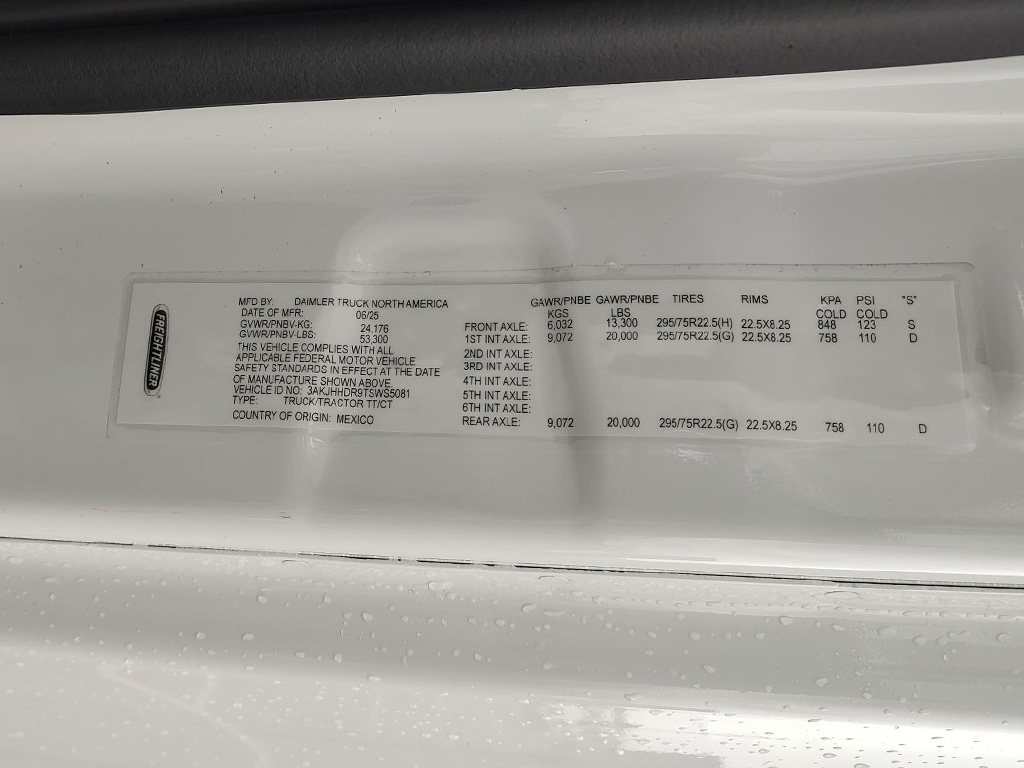 FREIGHTLINER
MFD BY: DAIMLER TRUCK NORTH AMERICA
DATE OF MFR: 06/25
GVWR/PNBV-KG: 24,176
GVWR/PNBV-LBS: 53,300
THIS VEHICLE COMPLIES WITH ALL
APPLICABLE FEDERAL MOTOR VEHICLE
SAFETY STANDARDS IN EFFECT AT THE DATE
OF MANUFACTURE SHOWN ABOVE.
VEHICLE ID NO: 3AKJHHDR9TSWS5081
TYPE: TRUCK/TRACTOR TT/CT
COUNTRY OF ORIGIN: MEXICO
GAWR/PNBE GAWR/PNBE TIRES RIMS KPA PSI "S"
KGS LBS COLD COLD
FRONT AXLE: 6,032 13,300 295/75R22.5(H) 22.5X8.25 848 123 S
1ST INT AXLE: 9,072 20,000 295/75R22.5(G) 22.5X8.25 758 110 D
2ND INT AXLE:
3RD INT AXLE:
4TH INT AXLE:
5TH INT AXLE:
6TH INT AXLE:
REAR AXLE: 9,072 20,000 295/75R22.5(G) 22.5X8.25 758 110 D